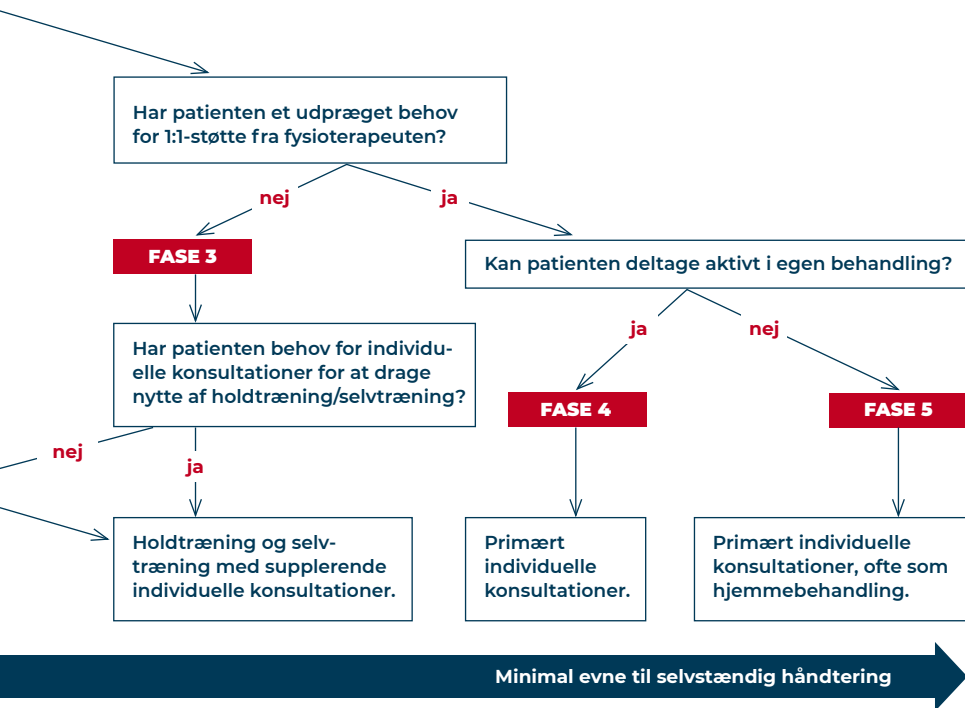 Har patienten et udpræget behov
for 1:1-støtte fra fysioterapeuten?
nej
ja
FASE 3
Kan patienten deltage aktivt i egen behandling?
Har patienten behov for individu-
elle konsultationer for at drage
nytte af holdtræning/selvtræning?
ja
nej
FASE 4
FASE 5
nej
ja
Holdtræning og selv-
træning med supplerende
individuelle konsultationer.
Primært
individuelle
konsultationer.
Primært individuelle
konsultationer, ofte som
hjemmebehandling.
Minimal evne til selvstændig håndtering